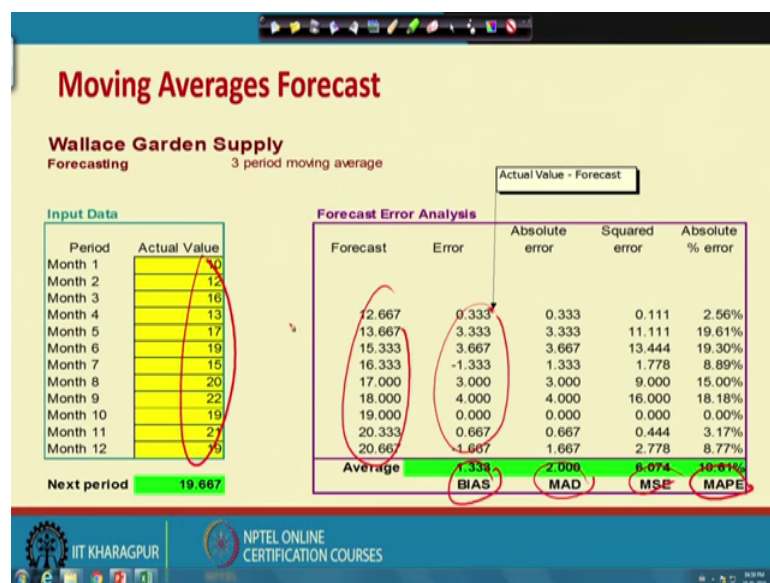 Moving Averages Forecast
Wallace Garden Supply
Forecasting 3 period moving average
Actual Value - Forecast
Input Data
Period Actual Value
Month 1 10
Month 2 12
Month 3 16
Month 4 13
Month 5 17
Month 6 19
Month 7 15
Month 8 20
Month 9 22
Month 10 19
Month 11 21
Month 12 19
Next period 19.667
Forecast Error Analysis
Forecast Error Absolute error Squared error Absolute % error
12.667 0.333 0.333 0.111 2.56%
13.667 3.333 3.333 11.111 19.61%
15.333 3.667 3.667 13.444 19.30%
16.333 -1.333 1.333 1.778 8.89%
17.000 3.000 3.000 9.000 15.00%
18.000 4.000 4.000 16.000 18.18%
19.000 0.000 0.000 0.000 0.00%
20.333 0.667 0.667 0.444 3.17%
20.667 -1.667 1.667 2.778 8.77%
Average 1.333 2.000 6.074 10.61%
BIAS MAD MSE MAPE
IIT KHARAGPUR
NPTEL ONLINE
CERTIFICATION COURSES